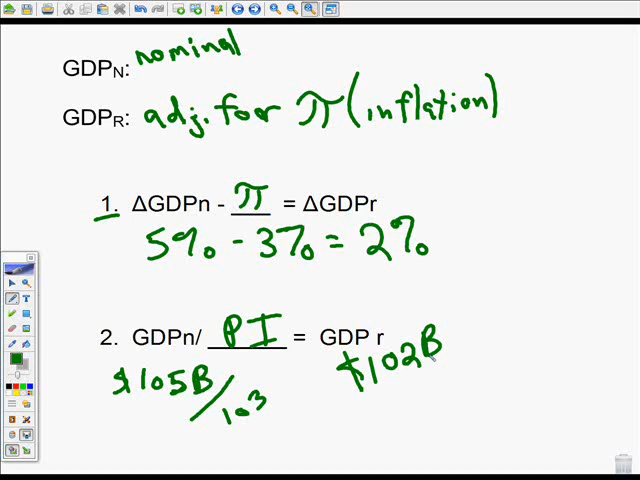 GDPN: nominal
GDPR: adj. for π (inflation)
1. ΔGDPn - π = ΔGDPr
5% - 3% = 2%
2. GDPn/ PI = GDP r
$105B/103 $102B